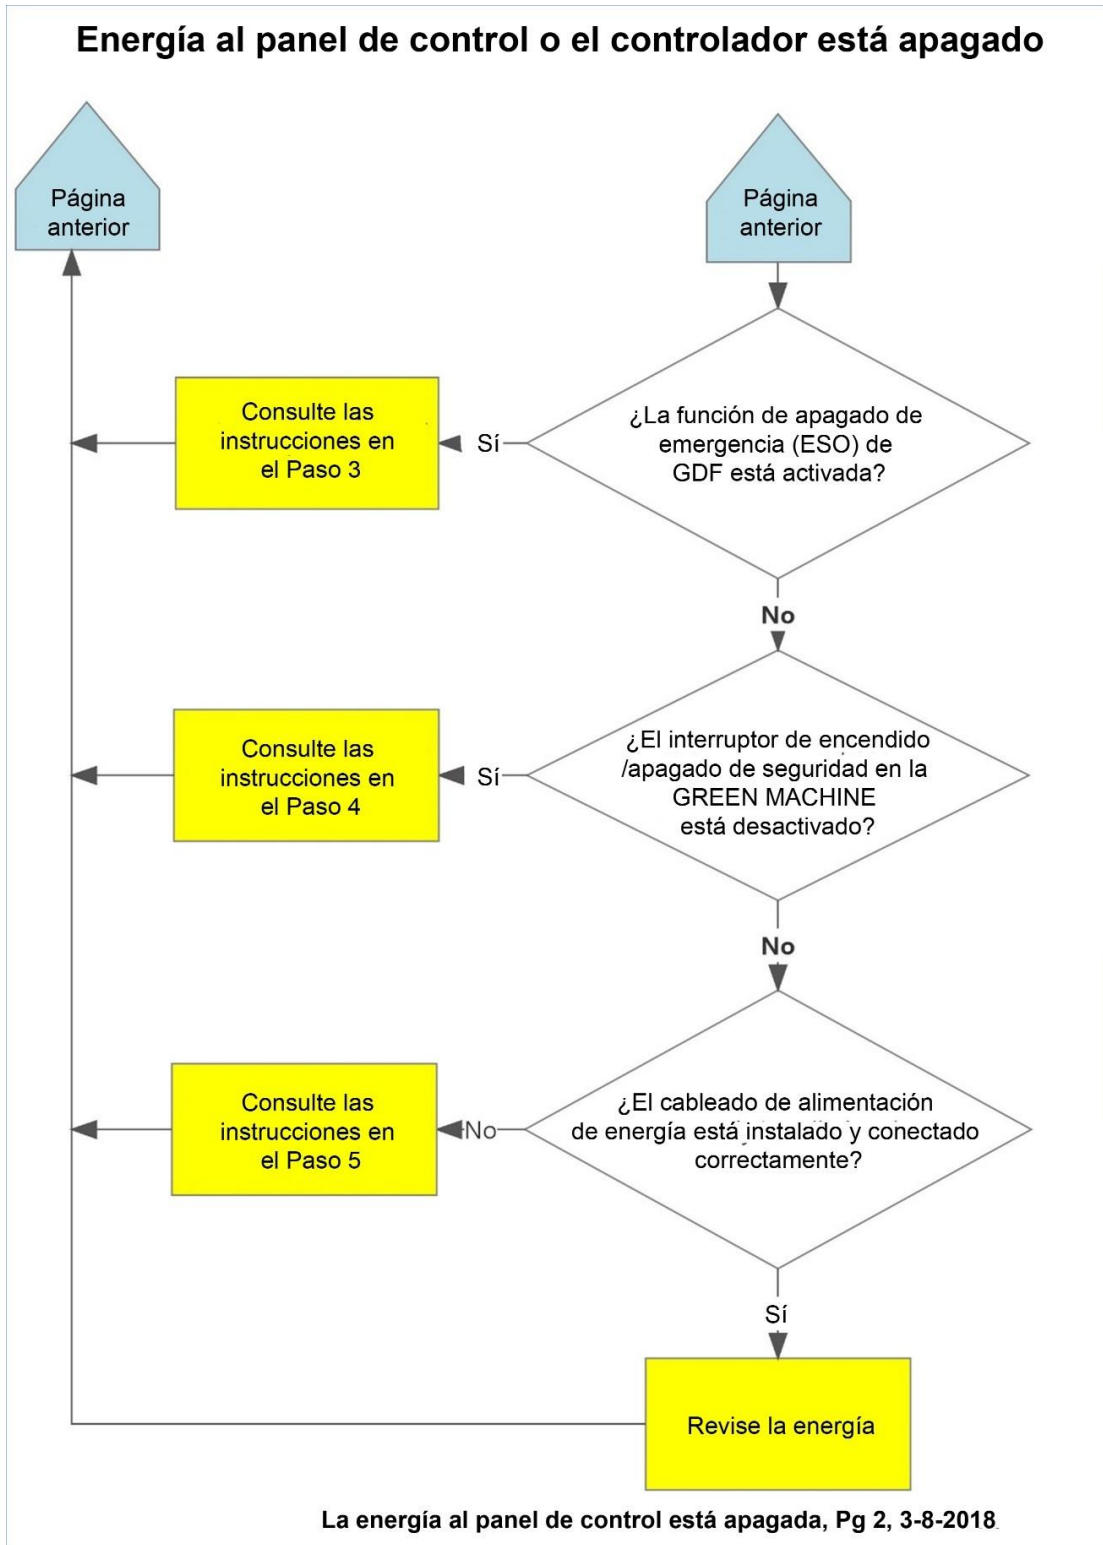 Energía al panel de control o el controlador está apagado
Página
anterior
Página
anterior
¿La función de apagado de
emergencia (ESO) de
GDF está activada?
Sí
Consulte las
instrucciones en
el Paso 3
No
¿El interruptor de encendido
/apagado de seguridad en la
GREEN MACHINE
está desactivado?
Sí
Consulte las
instrucciones en
el Paso 4
No
¿El cableado de alimentación
de energía está instalado y conectado
correctamente?
No
Consulte las
instrucciones en
el Paso 5
Sí
Revise la energía
La energía al panel de control está apagada, Pg 2, 3-8-2018